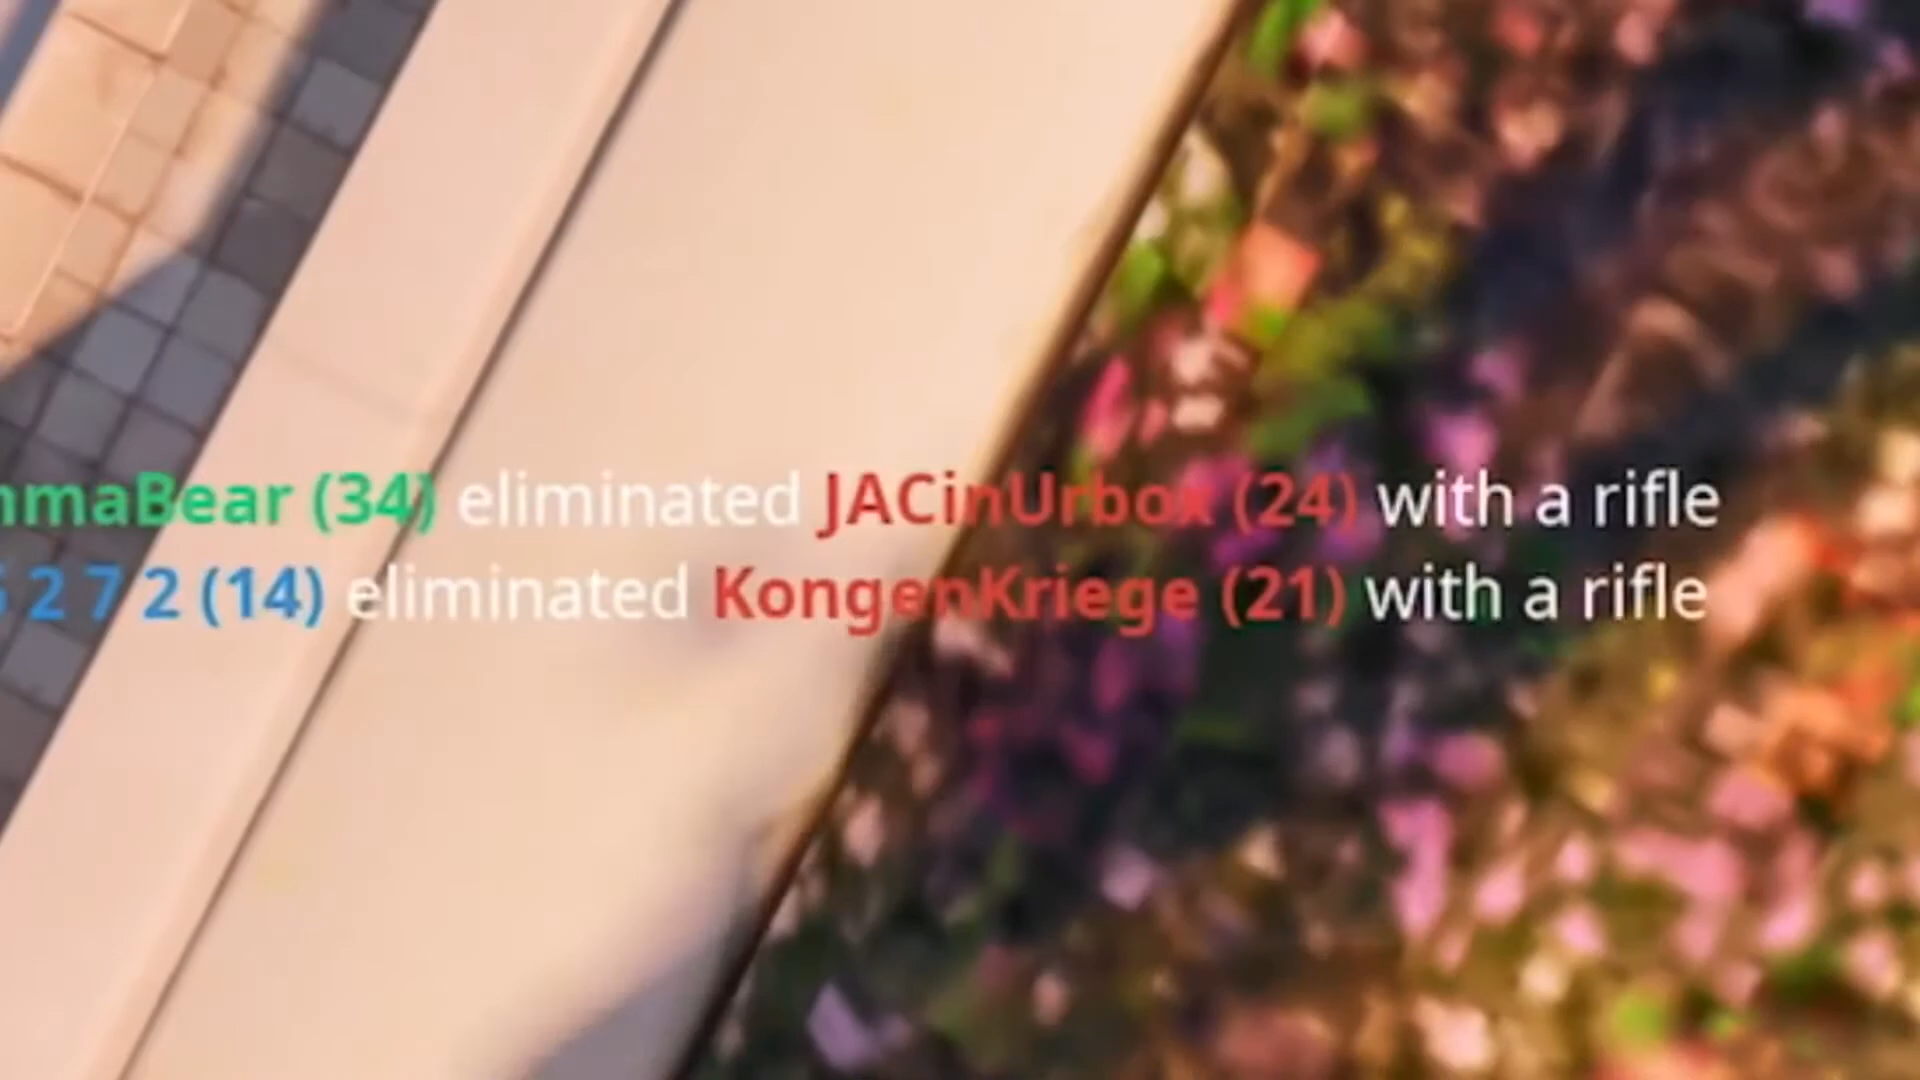 mmaBear (34) eliminated JACinUrbox (24) with a rifle
2 7 2 (14) eliminated KongenKriege (21) with a rifle